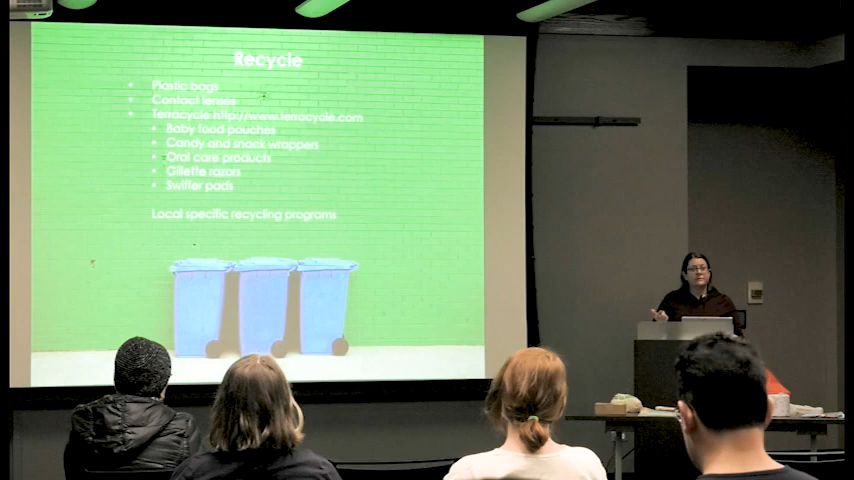 Recycle
• Plastic bags
• Contact lenses
• Terracycle http://www.terracycle.com
• Baby food pouches
• Candy and snack wrappers
• Oral care products
• Gillette razors
• Swiffer pads
Local specific recycling programs